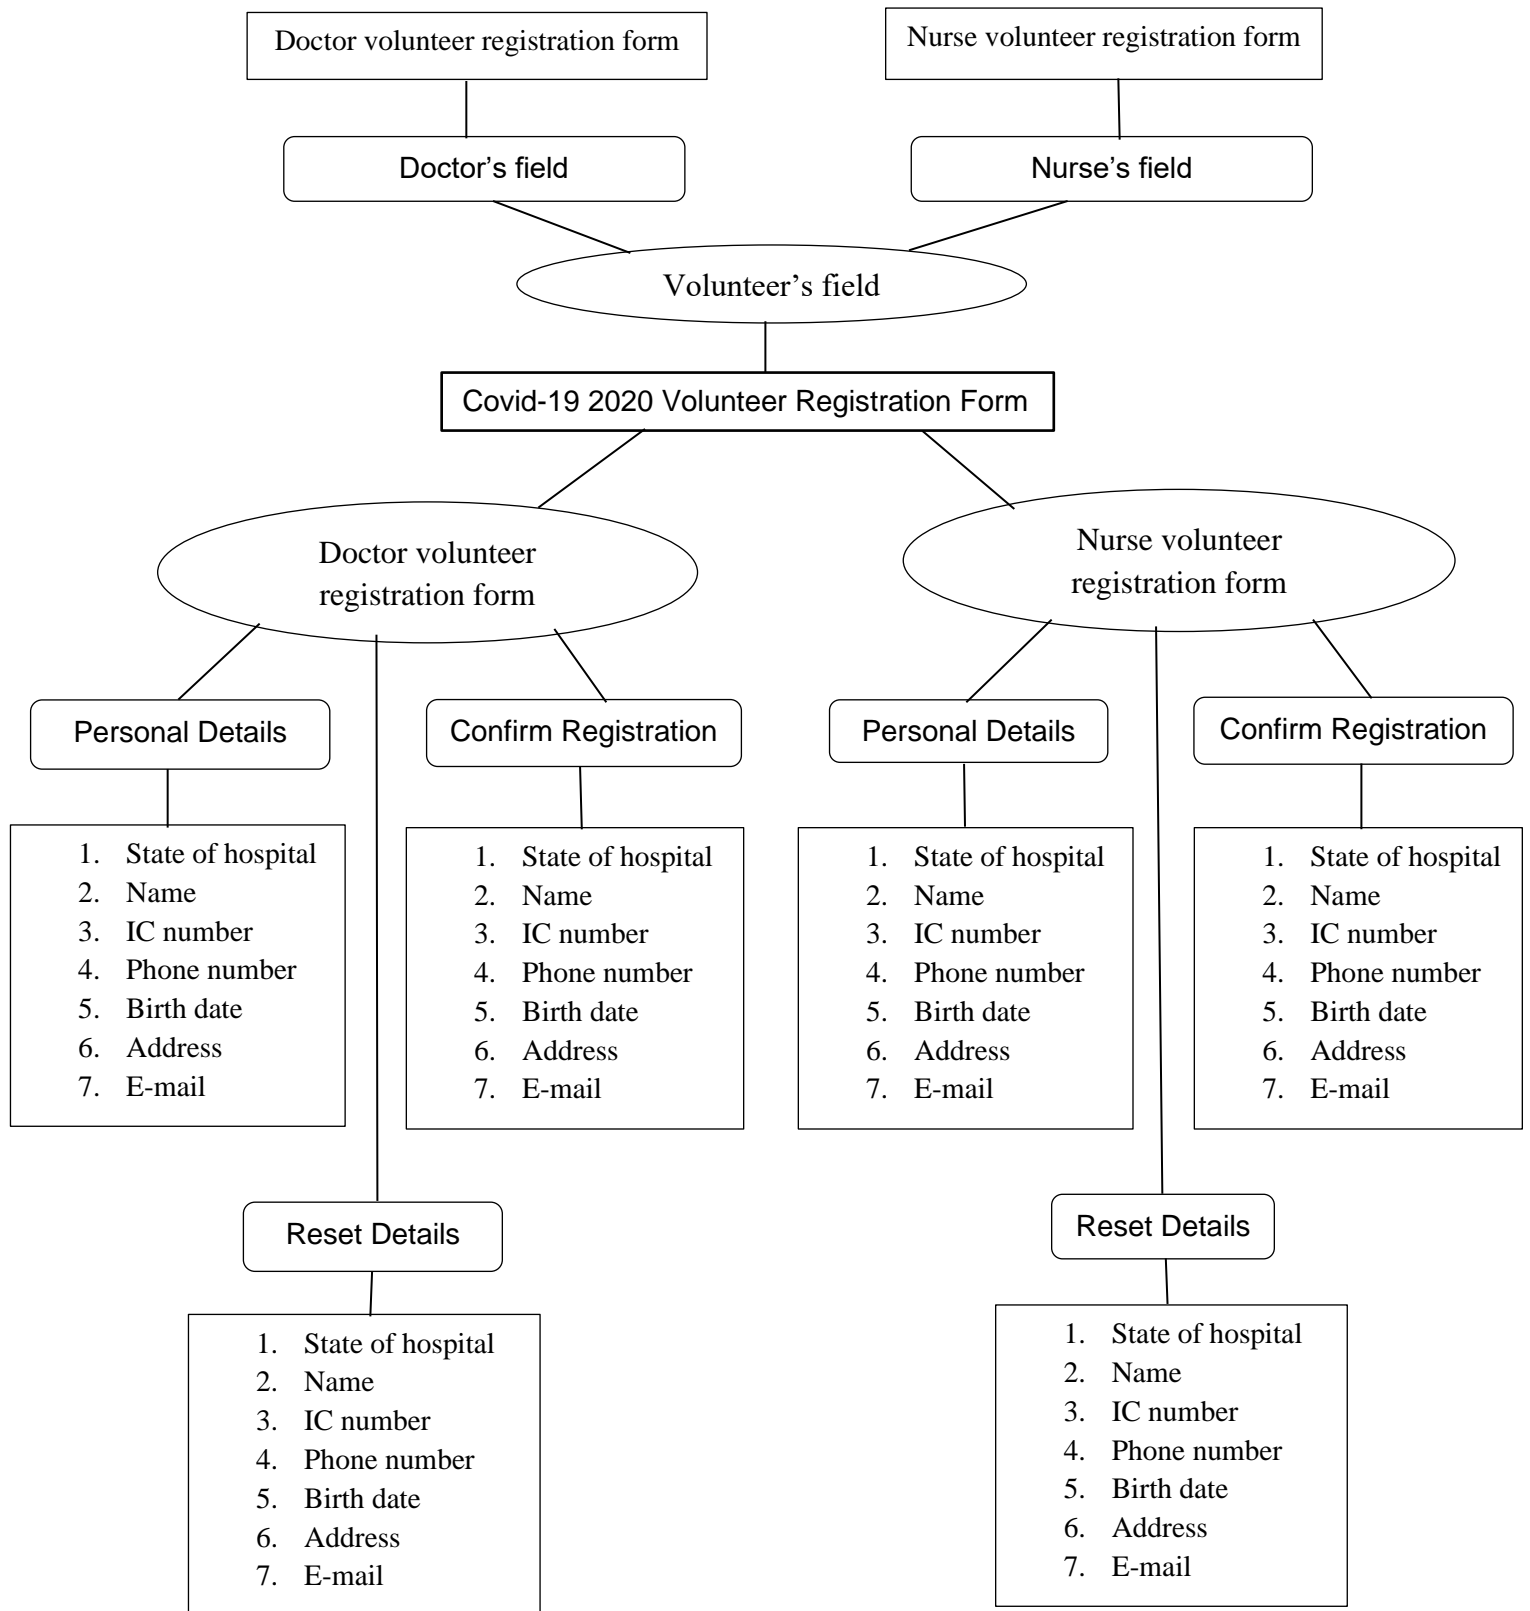 Doctor volunteer registration form
Nurse volunteer registration form
Doctor's field
Nurse's field
Volunteer's field
Covid-19 2020 Volunteer Registration Form
Doctor volunteer
registration form
Nurse volunteer
registration form
Personal Details
Confirm Registration
Personal Details
Confirm Registration
1. State of hospital
2. Name
3. IC number
4. Phone number
5. Birth date
6. Address
7. E-mail
1. State of hospital
2. Name
3. IC number
4. Phone number
5. Birth date
6. Address
7. E-mail
1. State of hospital
2. Name
3. IC number
4. Phone number
5. Birth date
6. Address
7. E-mail
1. State of hospital
2. Name
3. IC number
4. Phone number
5. Birth date
6. Address
7. E-mail
Reset Details
Reset Details
1. State of hospital
2. Name
3. IC number
4. Phone number
5. Birth date
6. Address
7. E-mail
1. State of hospital
2. Name
3. IC number
4. Phone number
5. Birth date
6. Address
7. E-mail